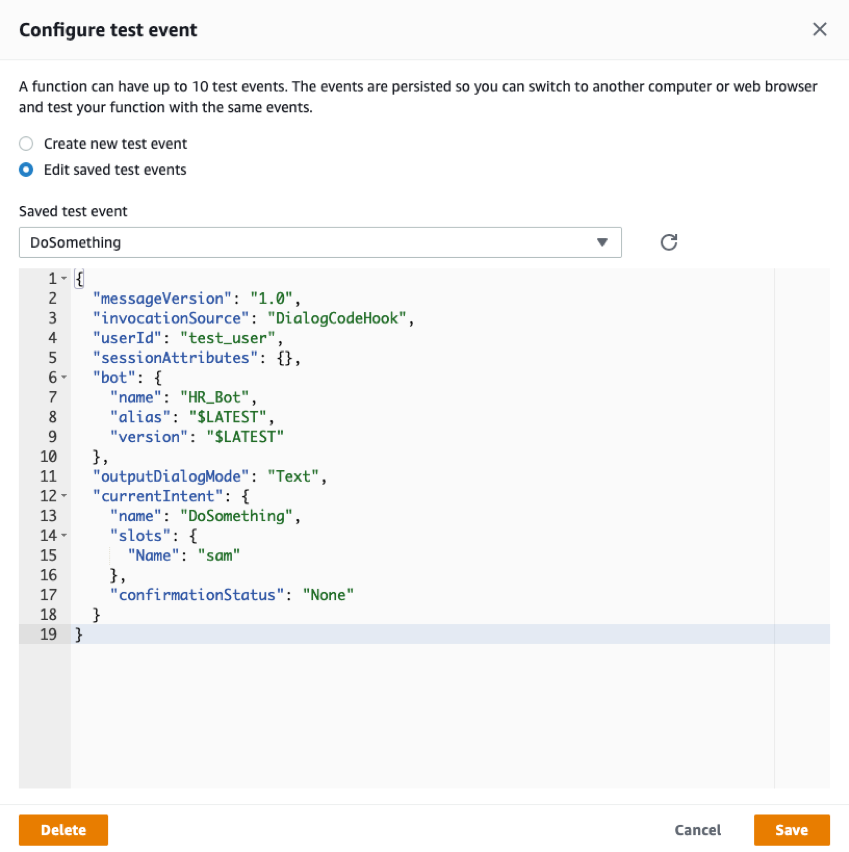 Configure test event
A function can have up to 10 test events. The events are persisted so you can switch to another computer or web browser
and test your function with the same events.
Create new test event
Edit saved test events
Saved test event
DoSomething
1 {
2   "messageVersion": "1.0",
3   "invocationSource": "DialogCodeHook",
4   "userId": "test_user",
5   "sessionAttributes": {},
6   "bot": {
7     "name": "HR_Bot",
8     "alias": "$LATEST",
9     "version": "$LATEST"
10   },
11   "outputDialogMode": "Text",
12   "currentIntent": {
13     "name": "DoSomething",
14     "slots": {
15       "Name": "sam"
16     },
17     "confirmationStatus": "None"
18   }
19 }
Delete Cancel Save